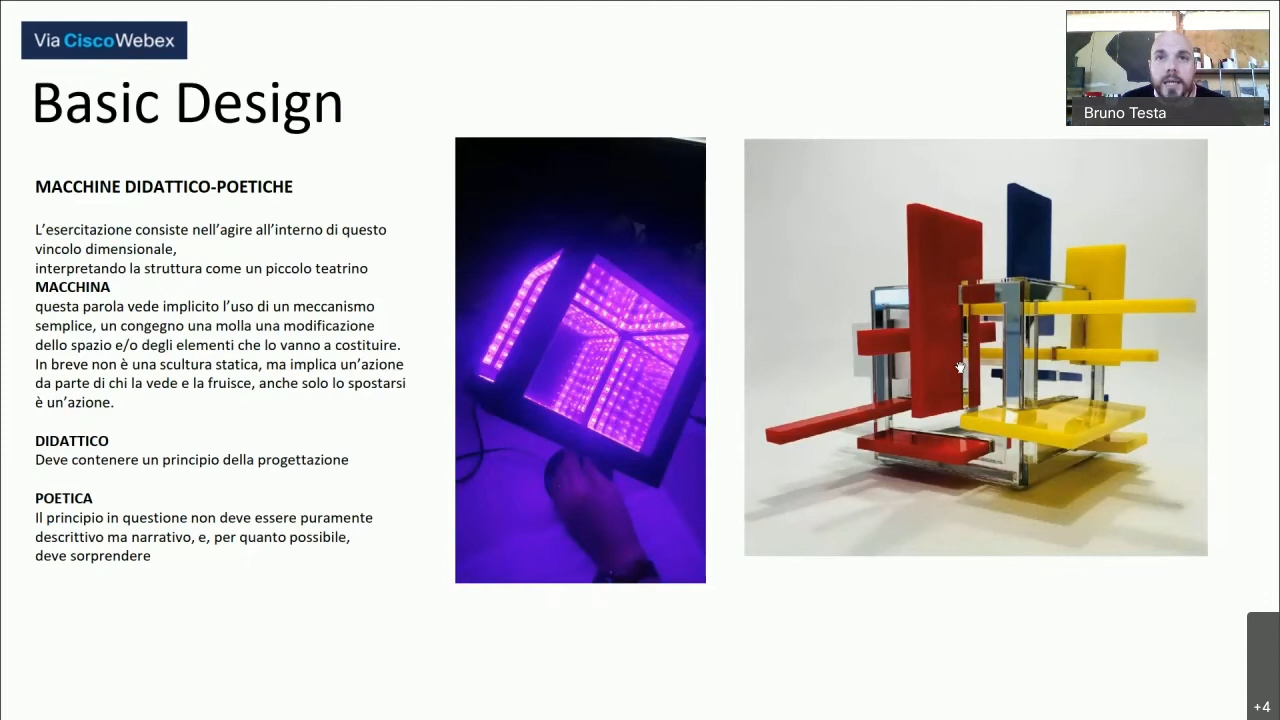 Via CiscoWebex
Basic Design
Bruno Testa
MACCHINE DIDATTICO-POETICHE
L’esercitazione consiste nell’agire all’interno di questo
vincolo dimensionale,
interpretando la struttura come un piccolo teatrino
MACCHINA
questa parola vede implicito l’uso di un meccanismo
semplice, un congegno una molla una modificazione
dello spazio e/o degli elementi che lo vanno a costituire.
In breve non è una scultura statica, ma implica un’azione
da parte di chi la vede e la fruisce, anche solo lo spostarsi
è un’azione.
DIDATTICO
Deve contenere un principio della progettazione
POETICA
Il principio in questione non deve essere puramente
descrittivo ma narrativo, e, per quanto possibile,
deve sorprendere
+4